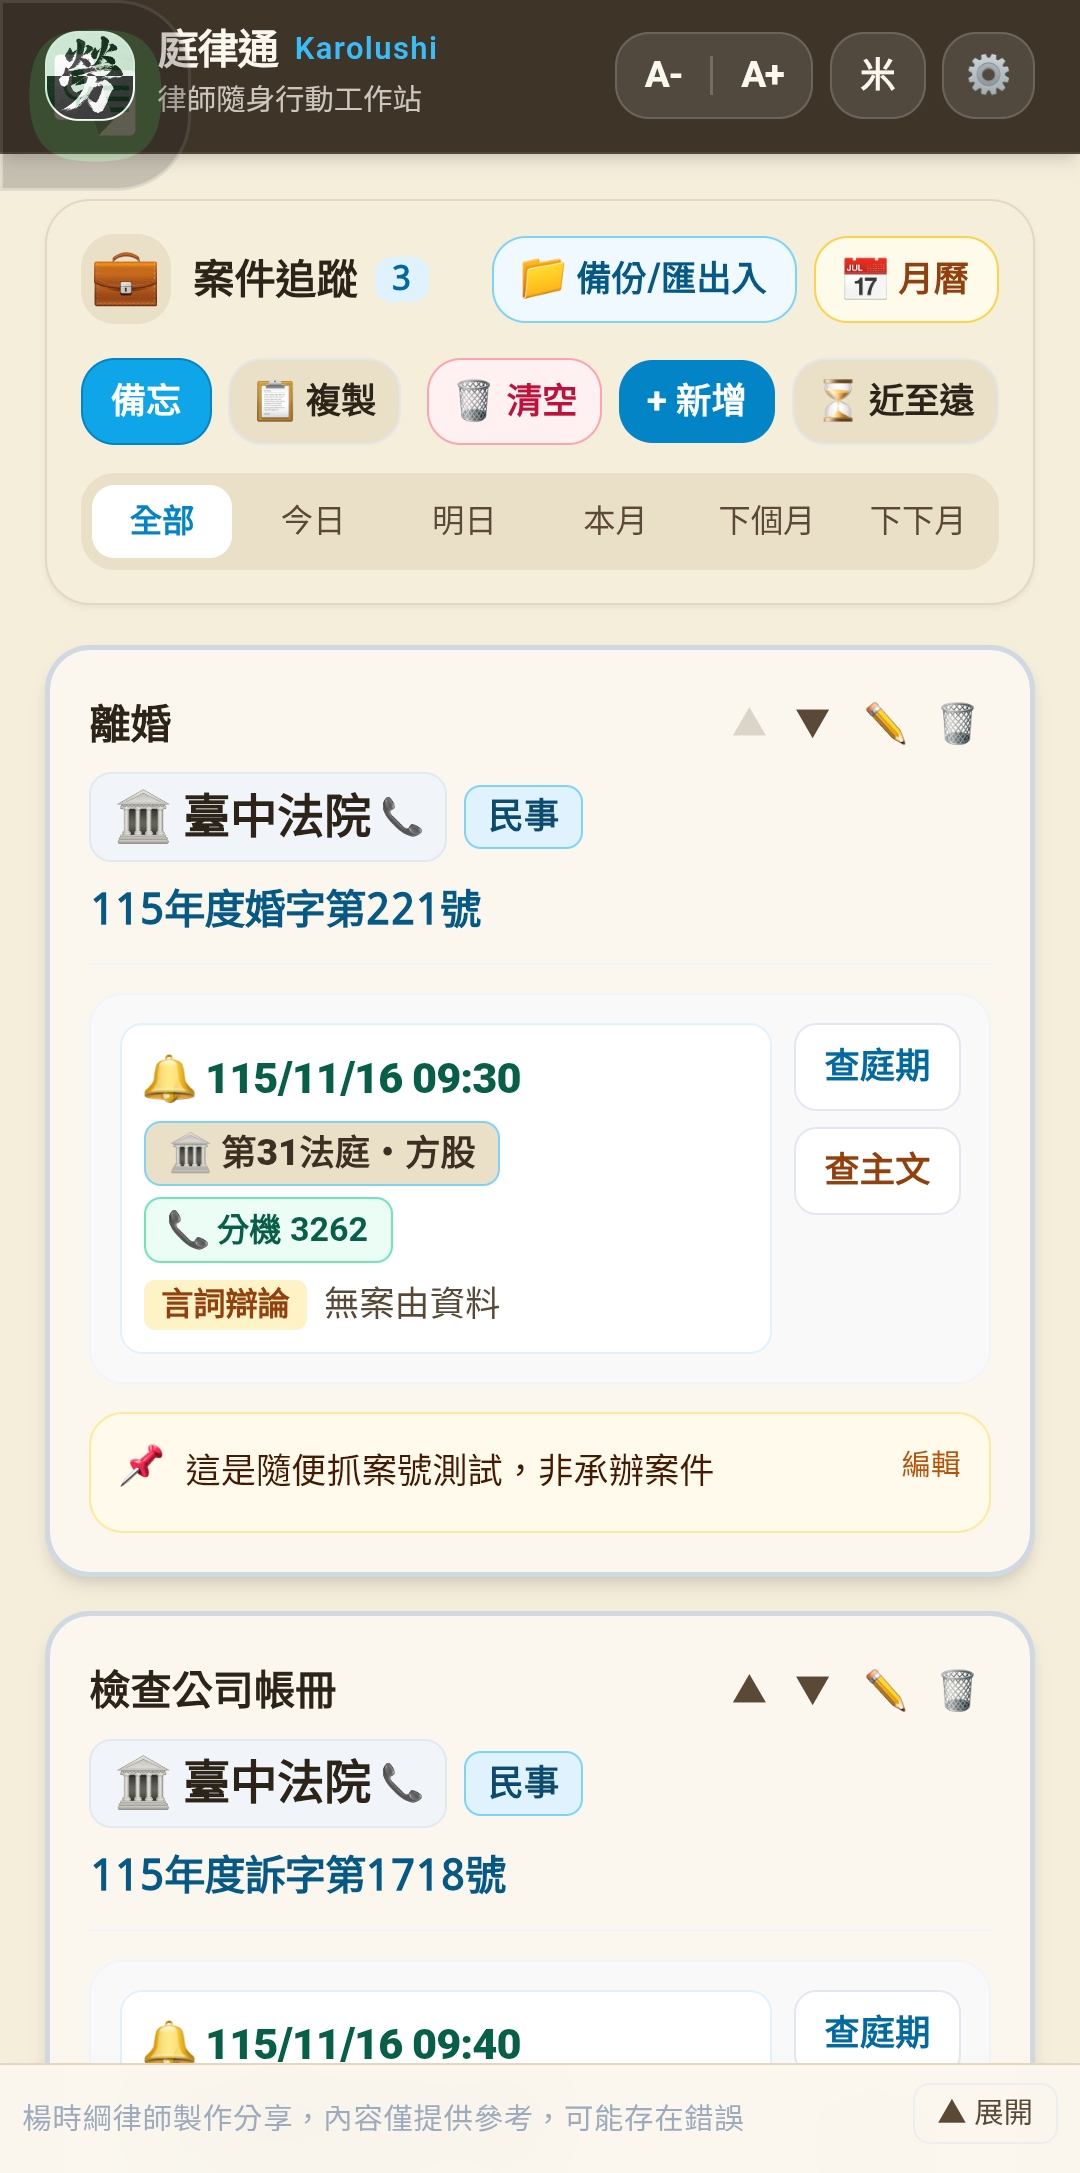 勞
庭律通 Karolushi
律師隨身行動工作站
A- | A+ 米
案件追蹤 3 備份/匯出入 月曆
備忘 複製 清空 + 新增 近至遠
全部 今日 明日 本月 下個月 下下月
離婚
臺中法院 民事
115年度婚字第221號
115/11/16 09:30 查庭期
第31法庭・方股 查主文
分機 3262
言詞辯論 無案由資料
這是隨便抓案號測試，非承辦案件 編輯
檢查公司帳冊
臺中法院 民事
115年度訴字第1718號
115/11/16 09:40 查庭期
楊時綱律師製作分享，內容僅提供參考，可能存在錯誤 ▲ 展開